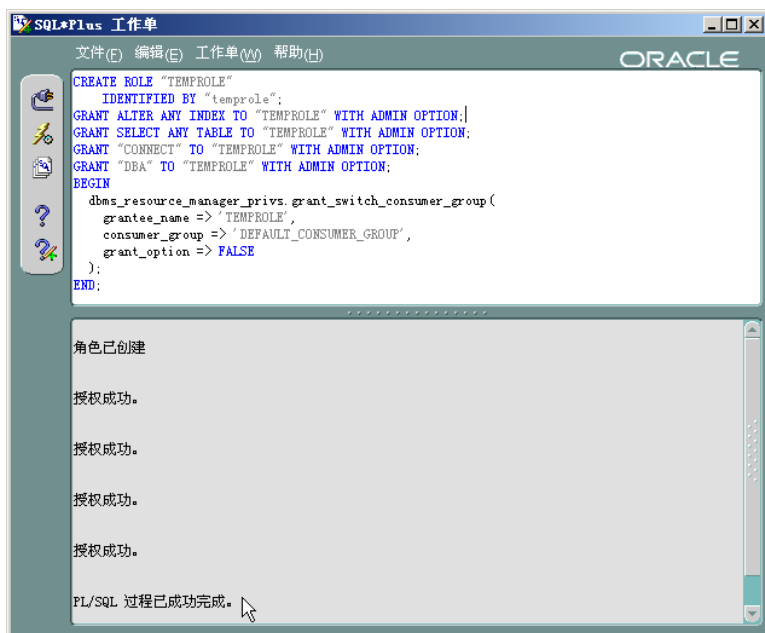 SQL*Plus 工作单
文件(F) 编辑(E) 工作单(W) 帮助(H)
ORACLE
CREATE ROLE "TEMPROLE"
IDENTIFIED BY "temprole";
GRANT ALTER ANY INDEX TO "TEMPROLE" WITH ADMIN OPTION;
GRANT SELECT ANY TABLE TO "TEMPROLE" WITH ADMIN OPTION;
GRANT "CONNECT" TO "TEMPROLE" WITH ADMIN OPTION;
GRANT "DBA" TO "TEMPROLE" WITH ADMIN OPTION;
BEGIN
dbms_resource_manager_privs.grant_switch_consumer_group(
grantee_name => 'TEMPROLE',
consumer_group => 'DEFAULT_CONSUMER_GROUP',
grant_option => FALSE
);
END;
角色已创建
授权成功。
授权成功。
授权成功。
授权成功。
PL/SQL 过程已成功完成。